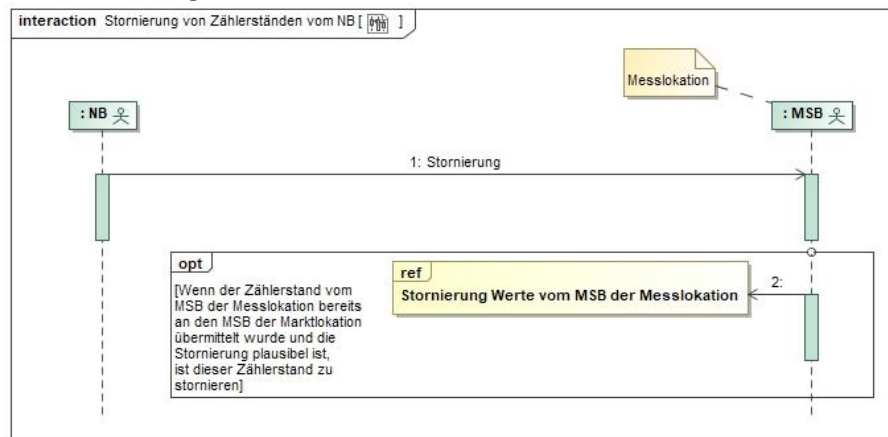 interaction Stornierung von Zählerständen vom NB [ ]
Messlokation
: NB
: MSB
1: Stornierung
opt
[Wenn der Zählerstand vom
MSB der Messlokation bereits
an den MSB der Marktlokation
übermittelt wurde und die
Stornierung plausibel ist,
ist dieser Zählerstand zu
stornieren]
ref
Stornierung Werte vom MSB der Messlokation
2: